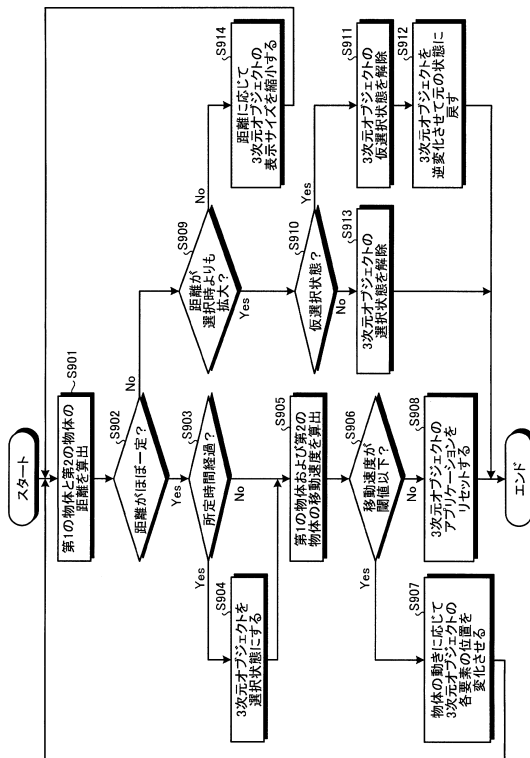 スタート
S901
第1の物体と第2の物体の
距離を算出
S902
距離がほぼ一定?
No
Yes
S903
所定時間経過?
Yes
No
S904
3次元オブジェクトを
選択状態にする
S905
第1の物体および第2の
物体の移動速度を算出
S906
移動速度が
閾値以下?
Yes
No
S907
物体の動きに応じて
3次元オブジェクトの
各要素の位置を
変化させる
S908
3次元オブジェクトの
アプリケーションを
リセットする
S909
距離が
選択時よりも
拡大?
No
Yes
S910
仮選択状態?
Yes
No
S911
3次元オブジェクトの
仮選択状態を解除
S912
3次元オブジェクトを
逆変化させて元の状態に
戻す
S913
3次元オブジェクトの
選択状態を解除
S914
距離に応じて
3次元オブジェクトの
表示サイズを縮小する
エンド